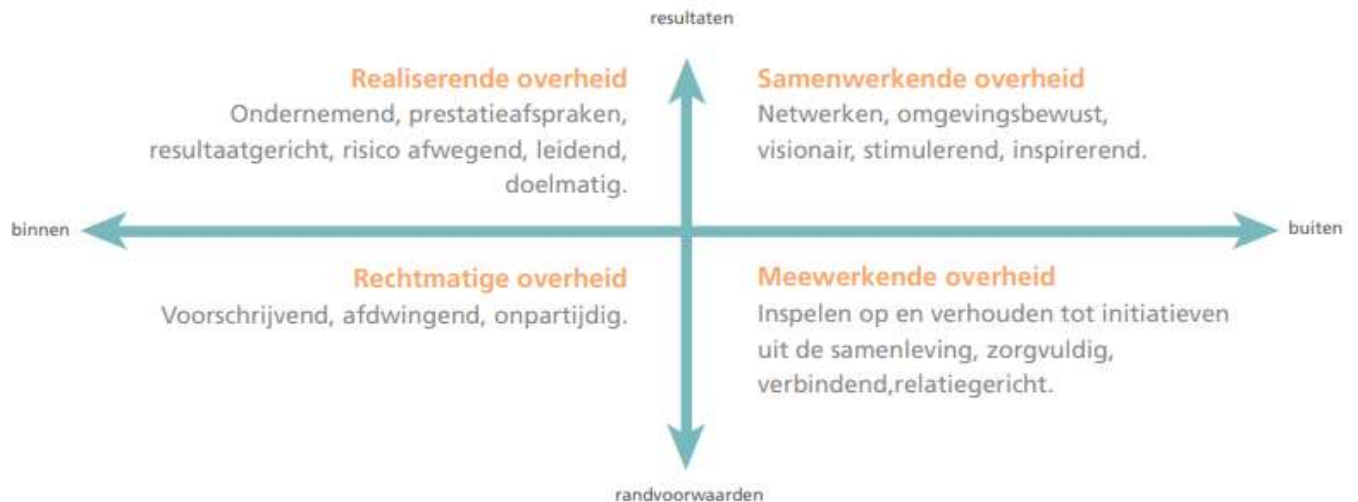 resultaten
Realiserende overheid
Ondernemend, prestatieafspraken,
resultaatgericht, risico afwegend, leidend,
doelmatig.
Samenwerkende overheid
Netwerken, omgevingsbewust,
visionair, stimulerend, inspirerend.
binnen
buiten
Rechtmatige overheid
Voorschrijvend, afdwingend, onpartijdig.
Meewerkende overheid
Inspelen op en verhouden tot initiatieven
uit de samenleving, zorgvuldig,
verbindend,relatiegericht.
randvoorwaarden